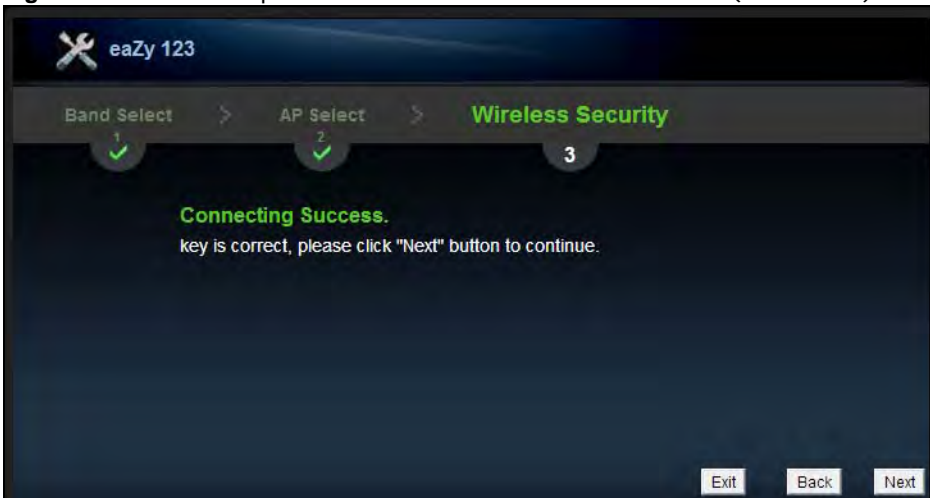 eaZy 123
Band Select > AP Select > Wireless Security
1 2 3
Connecting Success.
key is correct, please click "Next" button to continue.
Exit Back Next